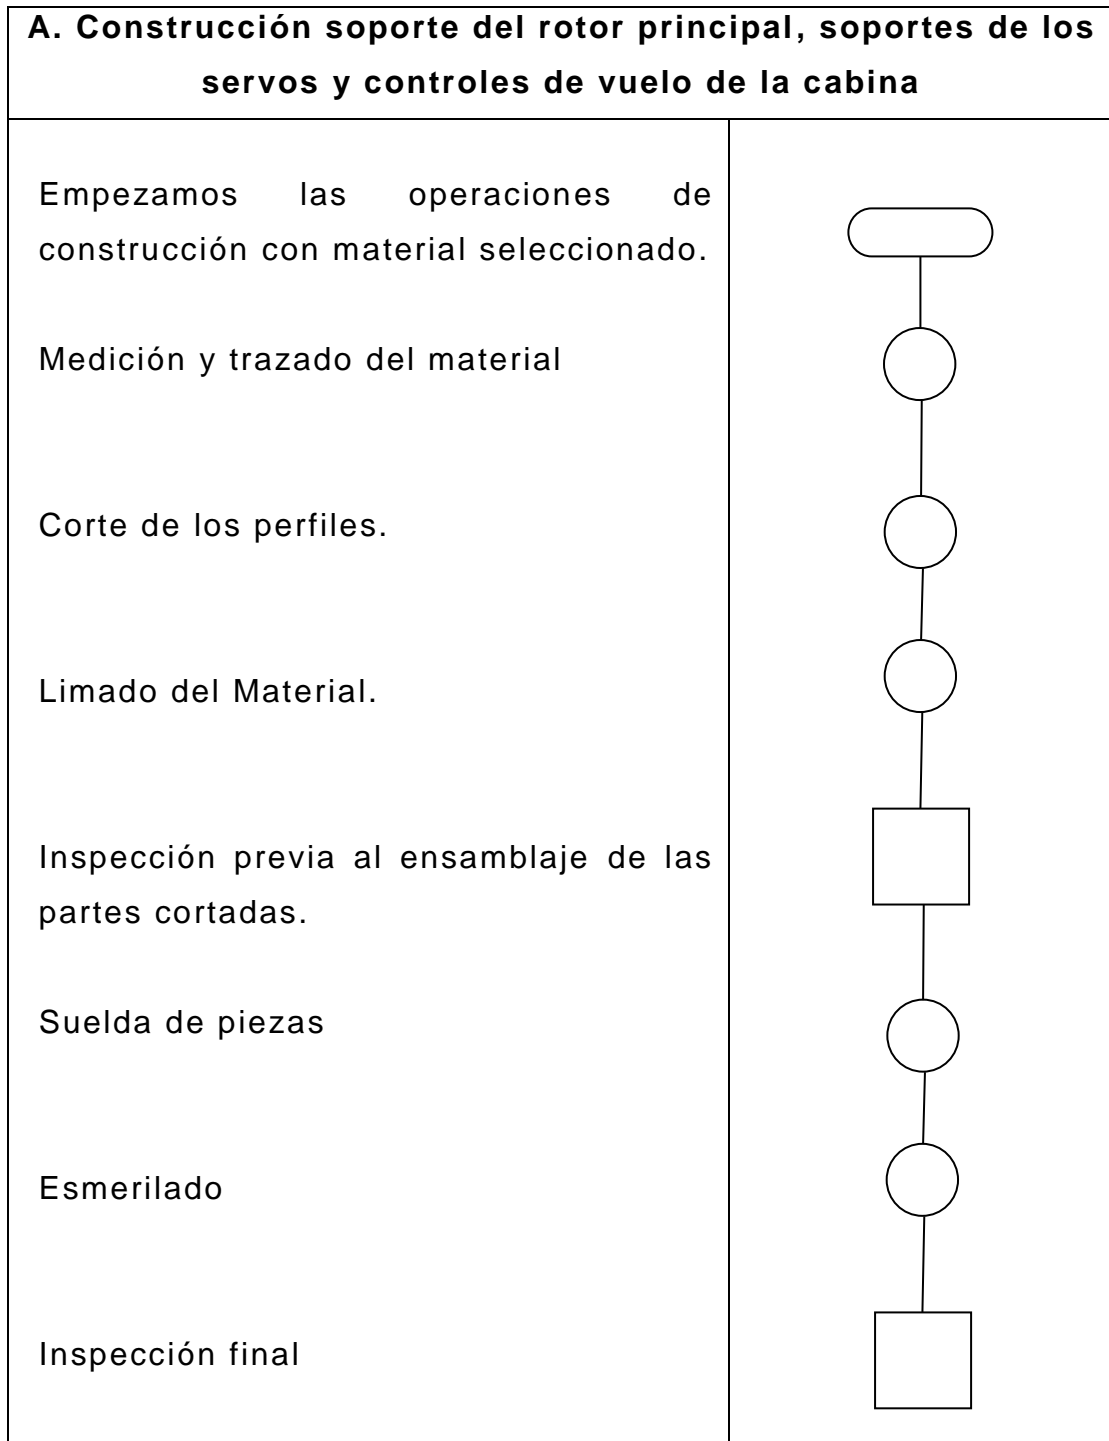 A. Construcción soporte del rotor principal, soportes de los
servos y controles de vuelo de la cabina
Empezamos las operaciones de
construcción con material seleccionado.
Medición y trazado del material
Corte de los perfiles.
Limado del Material.
Inspección previa al ensamblaje de las
partes cortadas.
Suelda de piezas
Esmerilado
Inspección final